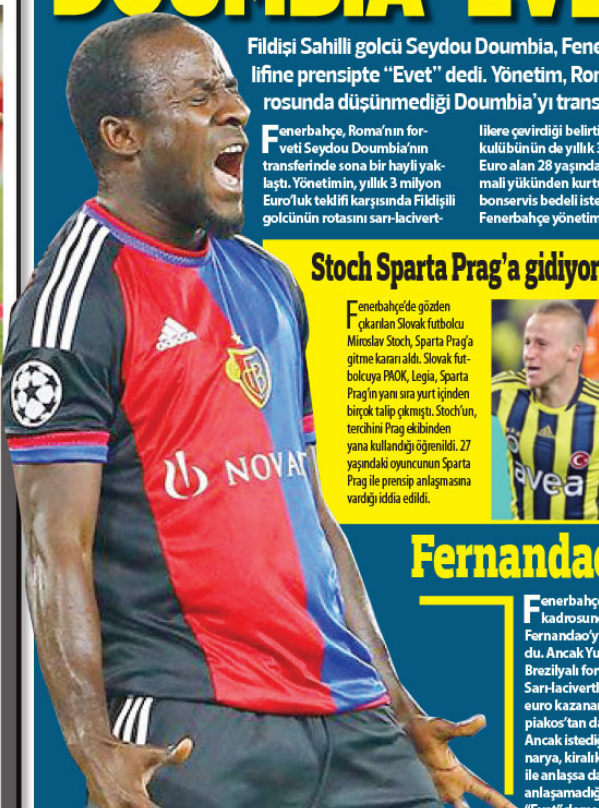 DOUMBIA "EVE
Fildişi Sahilli golcü Seydou Doumbia, Fene
lifine prensipte “Evet” dedi. Yönetim, Ro
rosunda düşünmediği Doumbia’yı trans
Fenerbahçe, Roma’nın for-
veti Seydou Doumbia’nın
transferinde sona bir hayli yak-
laştı. Yönetimin, yıllık 3 milyon
Euro’luk teklifi karşısında Fildişili
golcünün rotasını sarı-lacivert-
lilere çevirdiği belirti
kulübünün de yıllık 3
Euro alan 28 yaşında
mali yükünden kurtu
bonservis bedeli iste
Fenerbahçe yönetim
Stoch Sparta Prag’a gidiyor
Fenerbahçe’de gözden
çıkarılan Slovak futbolcu
Miroslav Stoch, Sparta Prag’a
gitme kararı aldı. Slovak fut-
bolcuya PAOK, Legia, Sparta
Prag’ın yanı sıra yurt içinden
birçok talip çıkmıştı. Stoch’un,
tercihini Prag ekibinden
yana kullandığı öğrenildi. 27
yaşındaki oyuncunun Sparta
Prag ile prensip anlaşmasına
vardığı iddia edildi.
avea
FCB
NOVAR
Fernandao
Fenerbahçe
kadrosund
Fernandao’y
du. Ancak Yu
Brezilyalı for
Sarı-lacivertl
euro kazanan
piakos’tan da
Ancak istediğ
narya, kiralık
ile anlaşsa da
anlaşamadığ